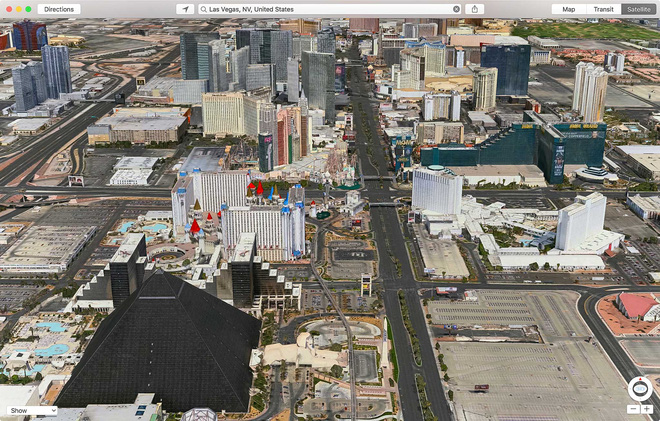 Directions
Las Vegas, NV, United States
Map
Transit
Satellite
Show